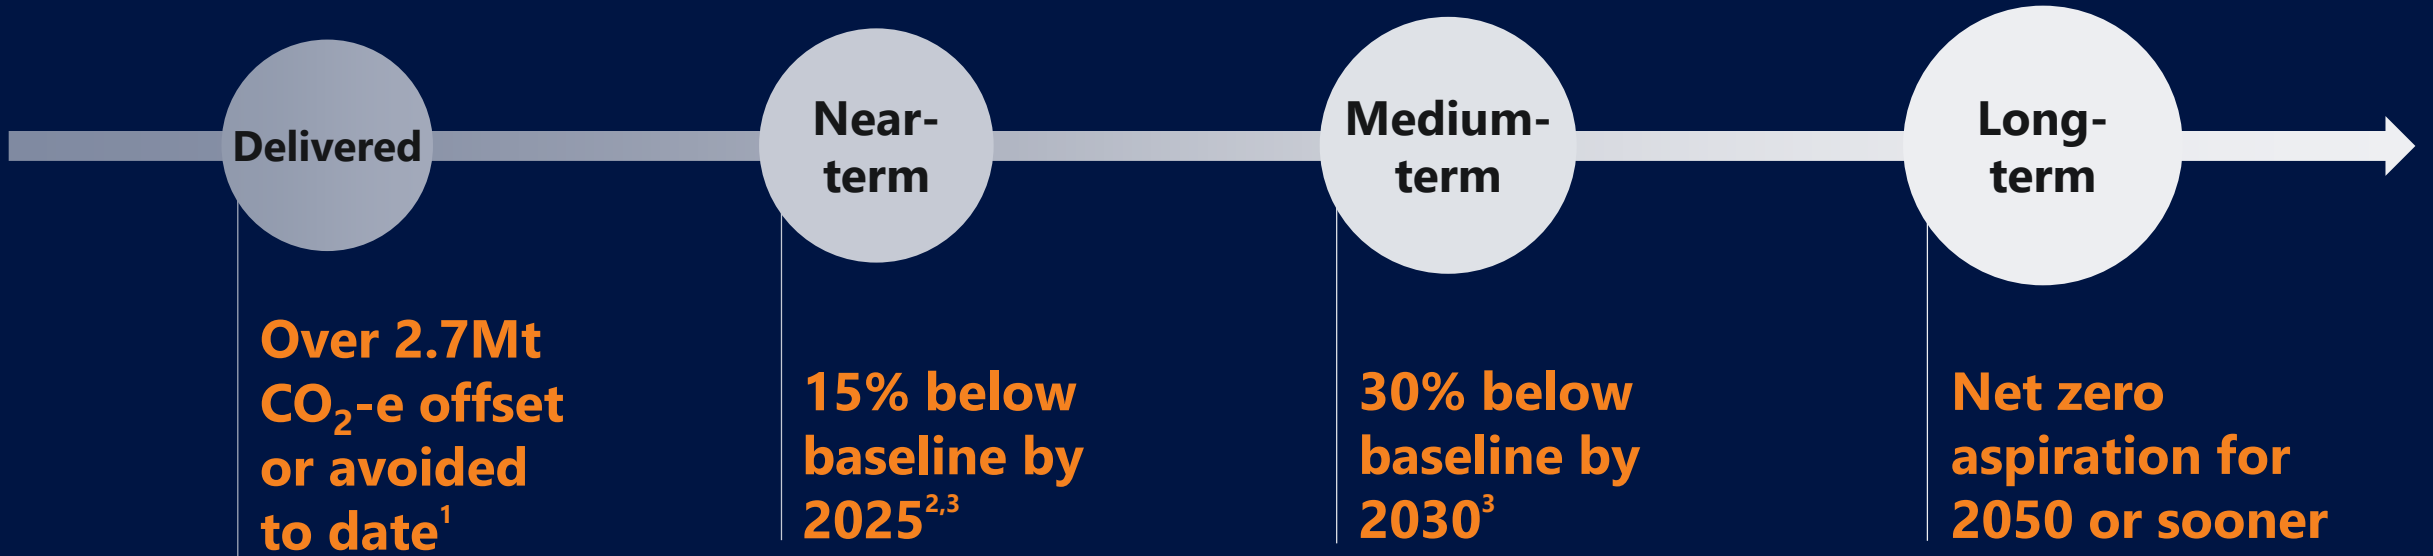 Delivered
Near-
term
Medium-
term
Long-
term
Over 2.7Mt
CO₂-e offset
or avoided
to date¹
15% below
baseline by
2025²,³
30% below
baseline by
2030³
Net zero
aspiration for
2050 or sooner